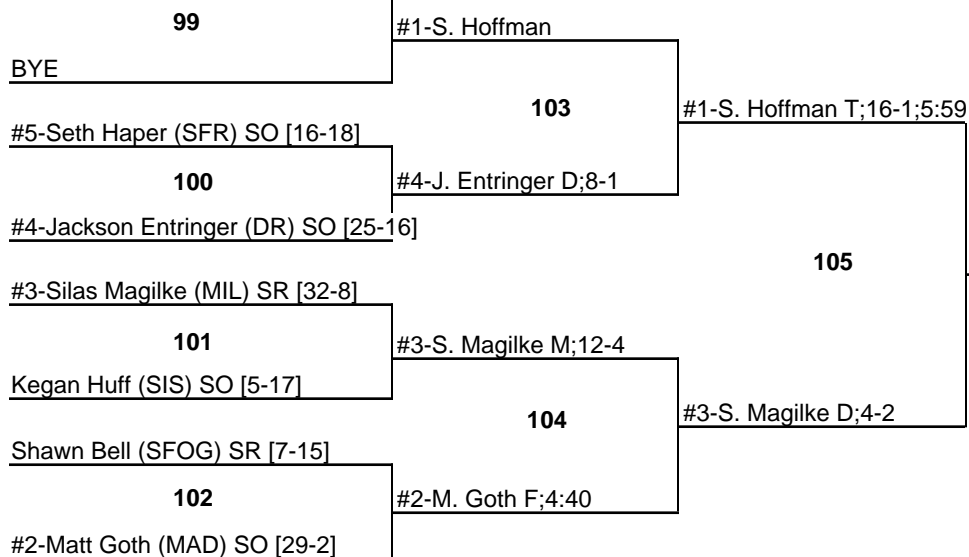 99
#1-S. Hoffman
BYE
103
#1-S. Hoffman T;16-1;5:59
#5-Seth Haper (SFR) SO [16-18]
100
#4-J. Entringer D;8-1
#4-Jackson Entringer (DR) SO [25-16]
105
#3-Silas Magilke (MIL) SR [32-8]
101
#3-S. Magilke M;12-4
Kegan Huff (SIS) SO [5-17]
104
#3-S. Magilke D;4-2
Shawn Bell (SFOG) SR [7-15]
102
#2-M. Goth F;4:40
#2-Matt Goth (MAD) SO [29-2]